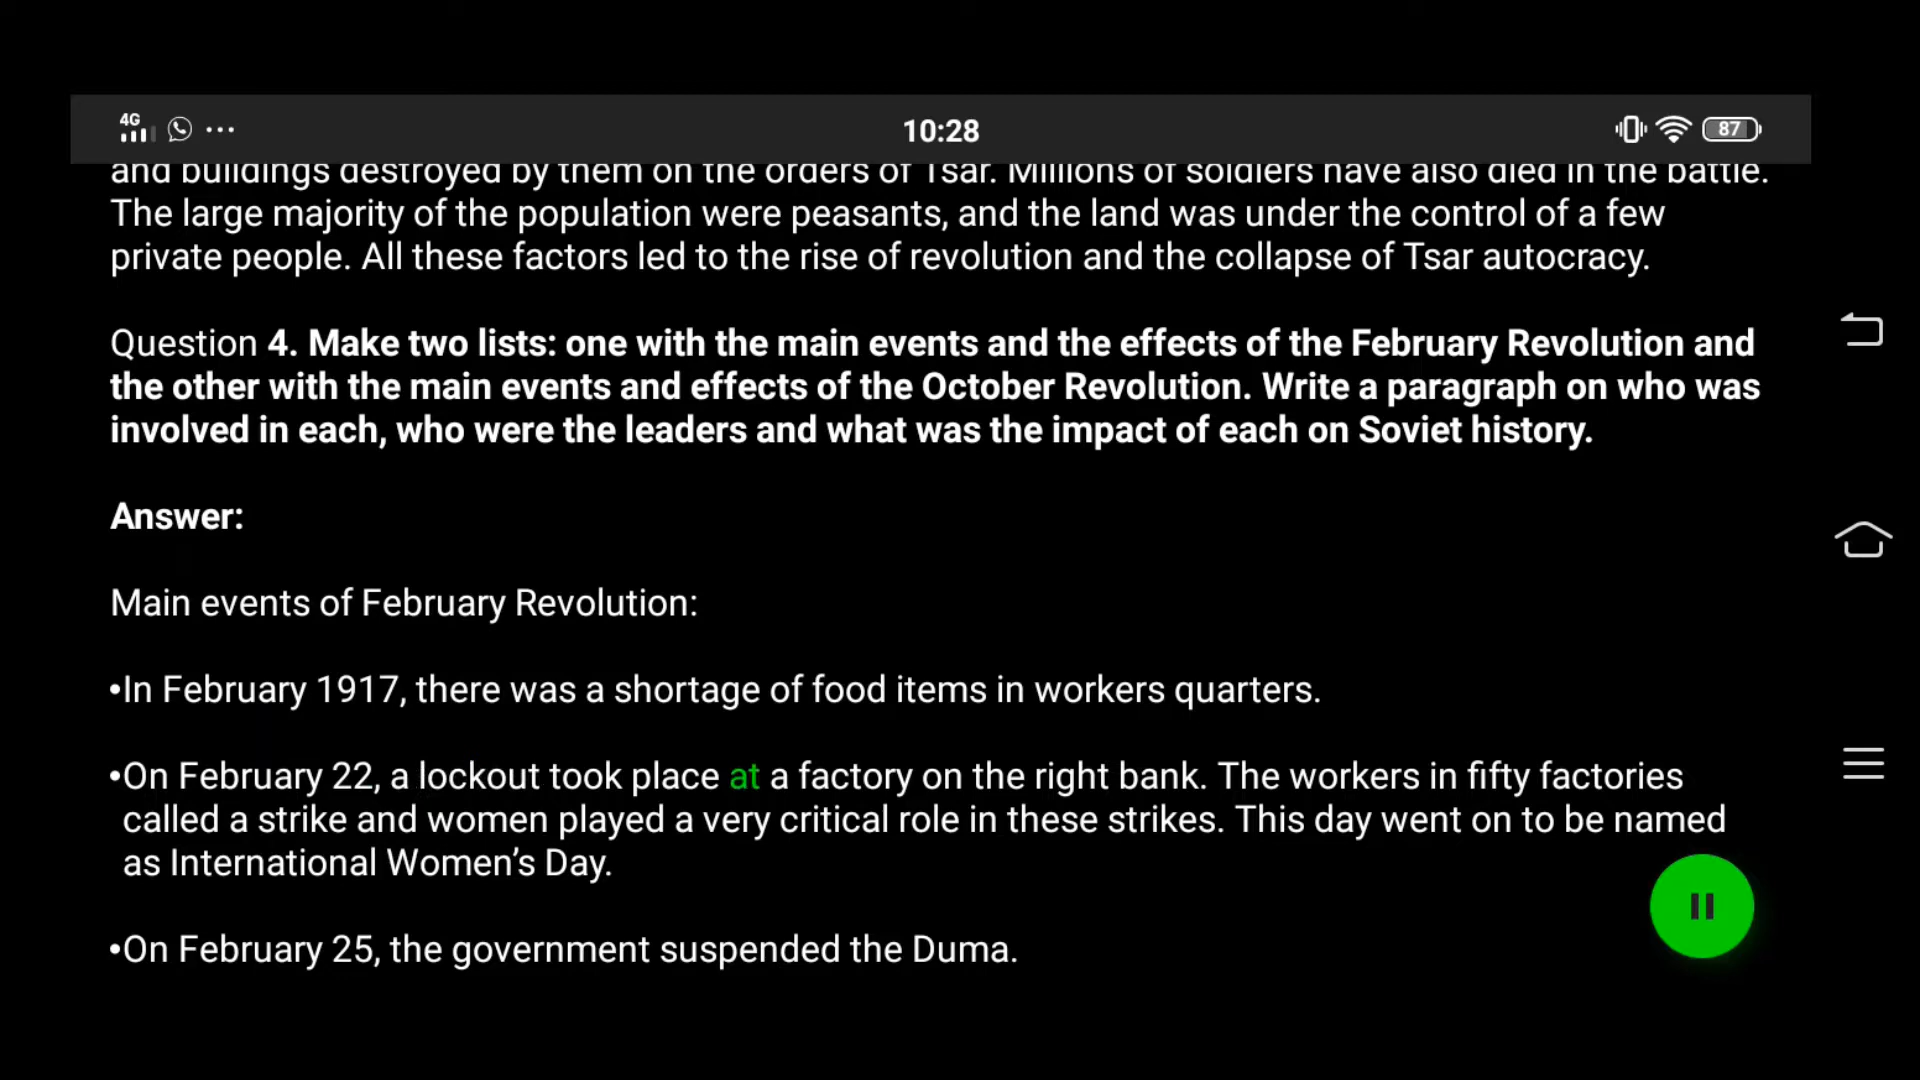 4G
10:28
87
and buildings destroyed by them on the orders of Tsar. Millions of soldiers have also died in the battle.
The large majority of the population were peasants, and the land was under the control of a few
private people. All these factors led to the rise of revolution and the collapse of Tsar autocracy.
Question 4. Make two lists: one with the main events and the effects of the February Revolution and
the other with the main events and effects of the October Revolution. Write a paragraph on who was
involved in each, who were the leaders and what was the impact of each on Soviet history.
Answer:
Main events of February Revolution:
•In February 1917, there was a shortage of food items in workers quarters.
•On February 22, a lockout took place at a factory on the right bank. The workers in fifty factories
called a strike and women played a very critical role in these strikes. This day went on to be named
as International Women’s Day.
•On February 25, the government suspended the Duma.